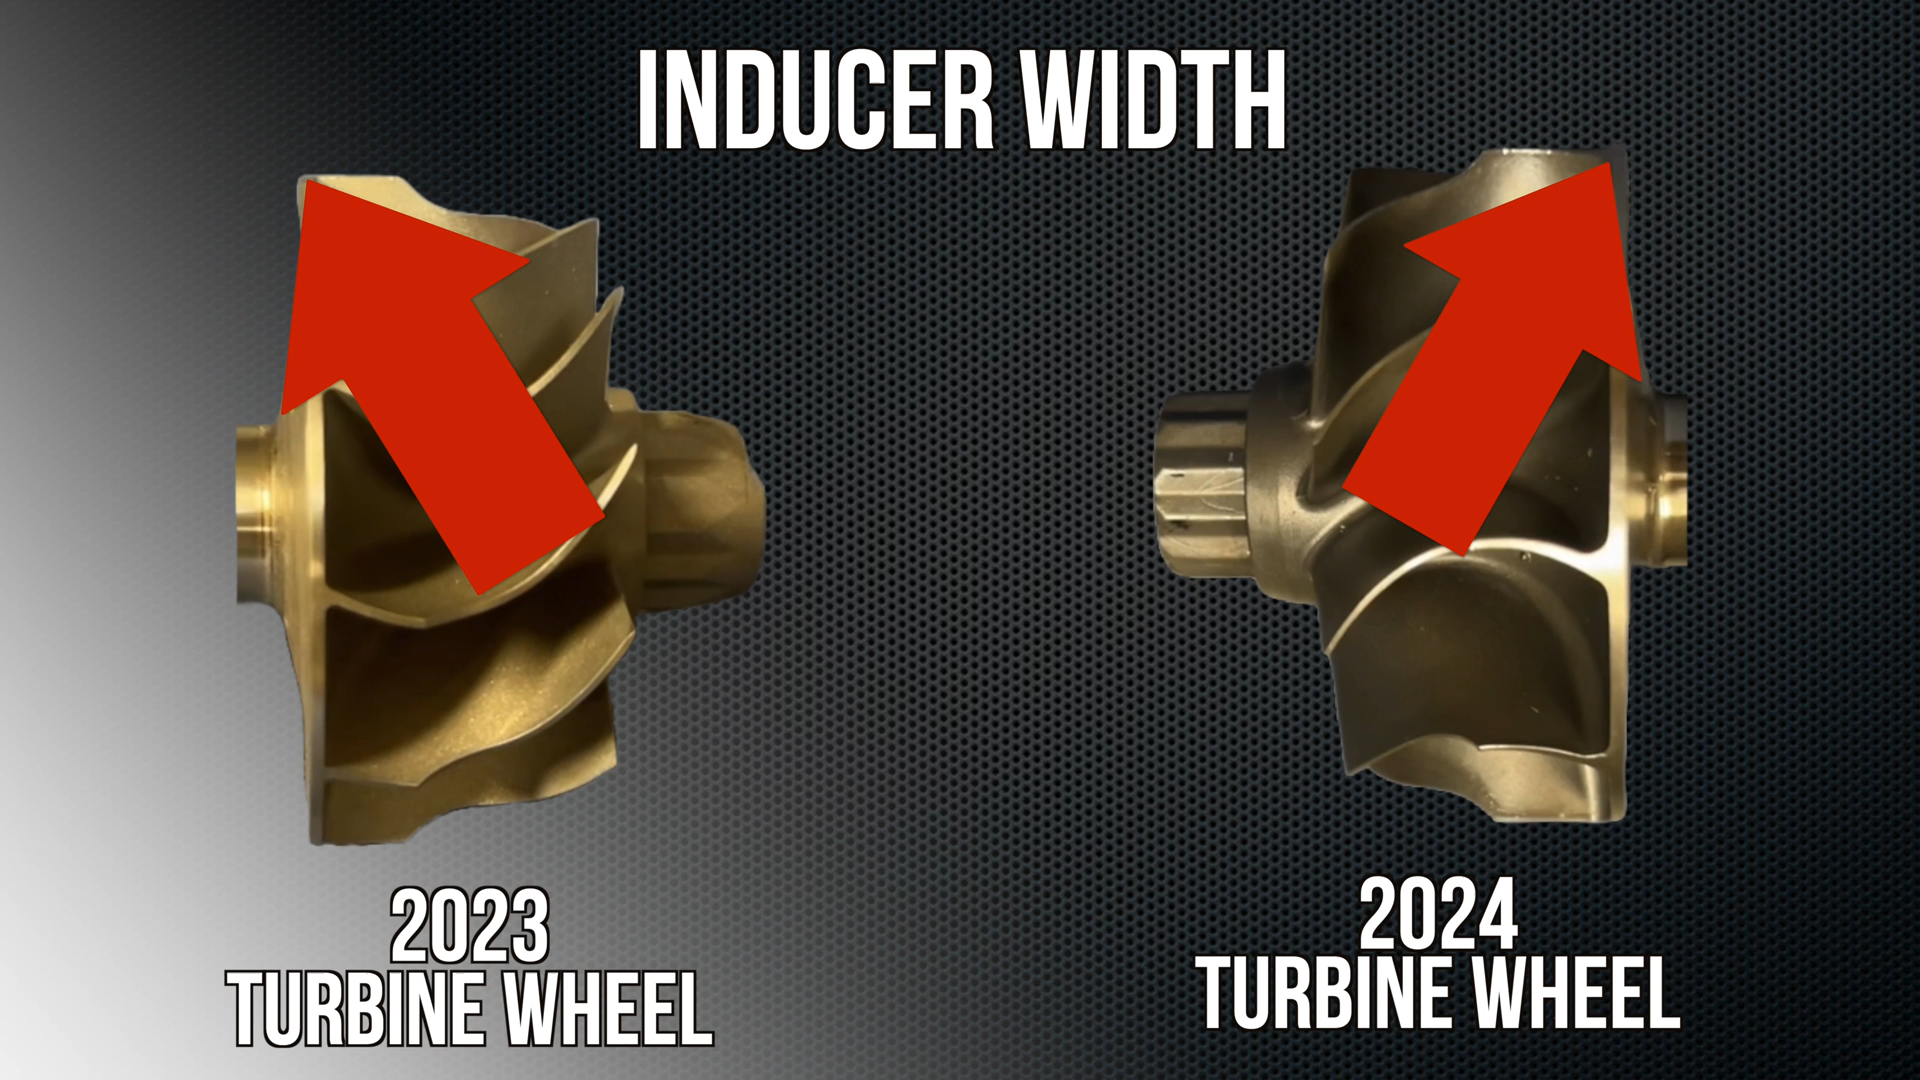 INDUCER WIDTH
2023
TURBINE WHEEL
2024
TURBINE WHEEL